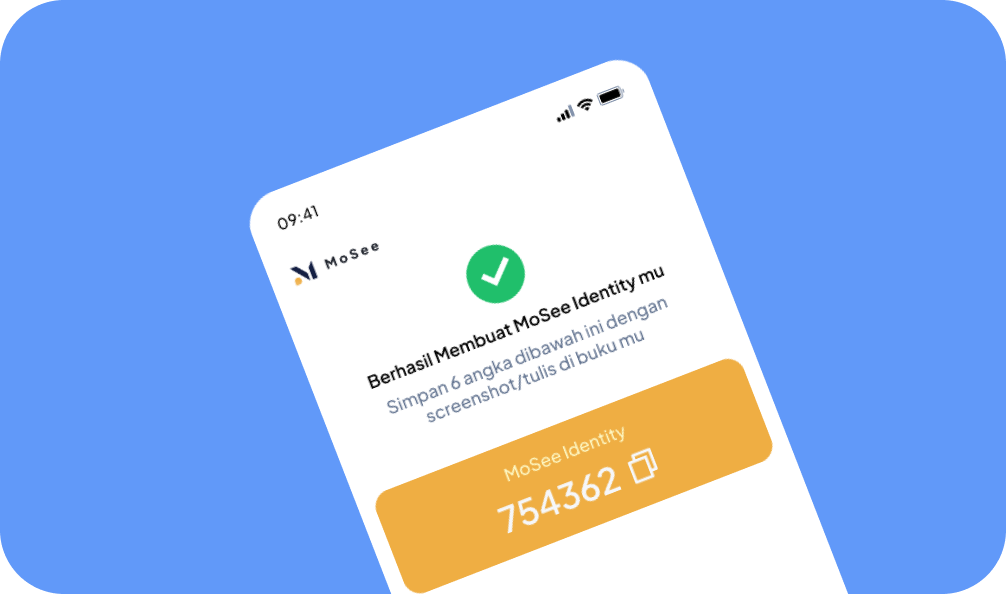 09:41
MoSee
Berhasil Membuat MoSee Identity mu
Simpan 6 angka dibawah ini dengan
screenshot/tulis di buku mu
MoSee Identity
754362